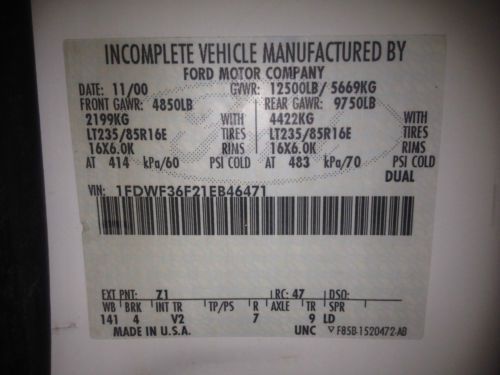 INCOMPLETE VEHICLE MANUFACTURED BY
FORD MOTOR COMPANY
DATE: 11/00 GVWR: 12500LB/ 5669KG
FRONT GAWR: 4850LB REAR GAWR: 9750LB
2199KG WITH 4422KG WITH
LT235/85R16E TIRES LT235/85R16E TIRES
16X6.0K RIMS 16X6.0K RIMS
AT 414 kPa/60 PSI COLD AT 483 kPa/70 PSI COLD
DUAL
VIN: 1FDWF36F21EB46471
EXT PNT: Z1 RC: 47 DSO:
WB BRK INT TR TP/PS R AXLE TR SPR
141 4 V2 7 9 LD
MADE IN U.S.A. UNC ▽ F85B-1520472-AB